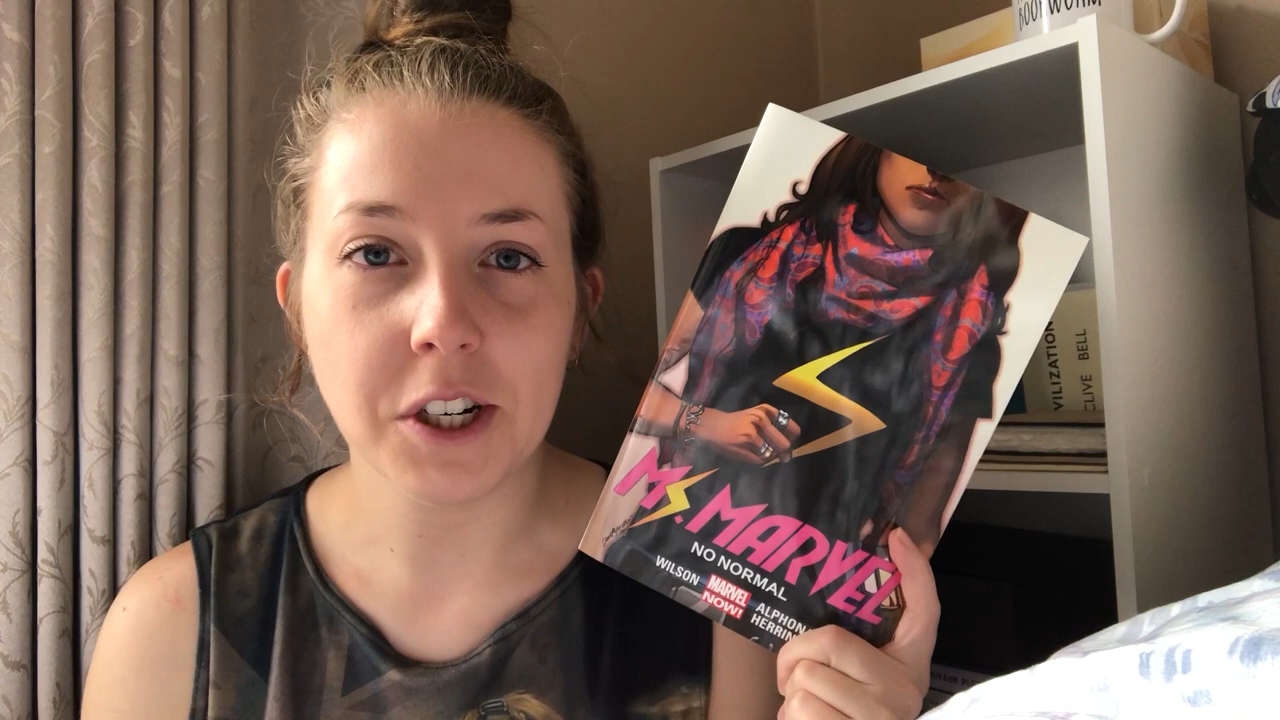 BOOKWORM
VILIZATION
CLIVE BELL
MS. MARVEL
NO NORMAL
WILSON
MARVEL
NOW!
ALPHON
HERRIN